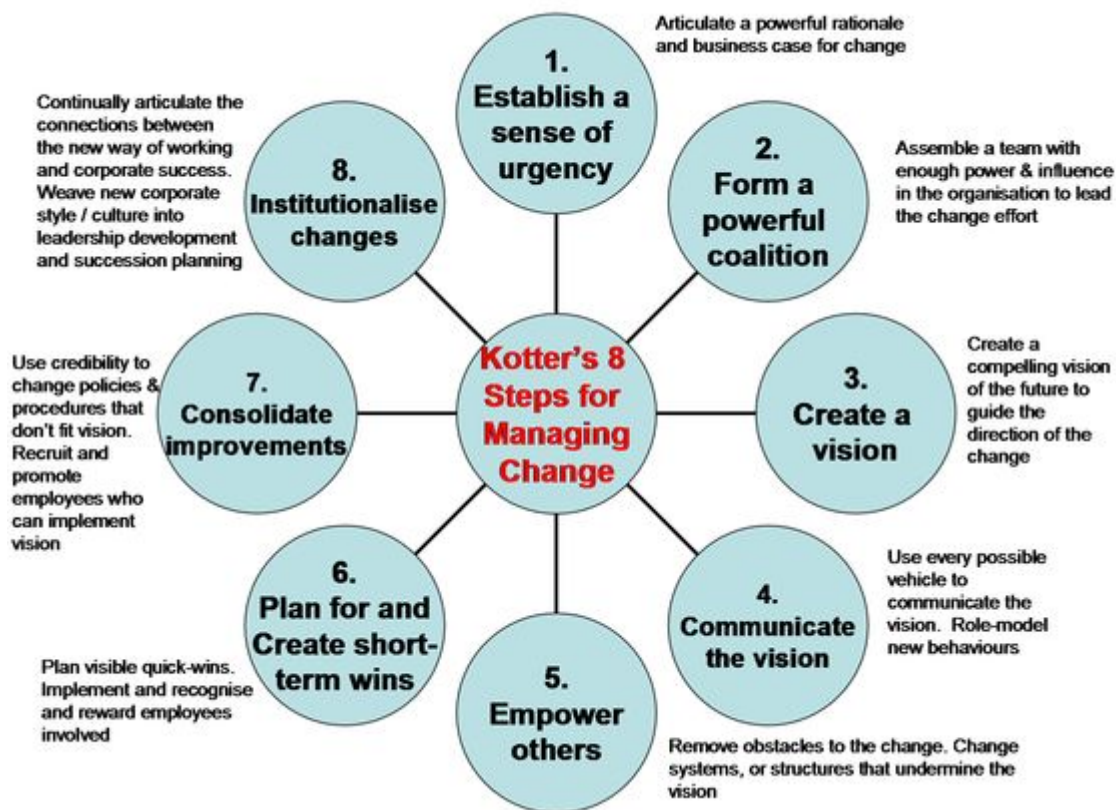 Kotter's 8
Steps for
Managing
Change
1.
Establish a
sense of
urgency
Articulate a powerful rationale
and business case for change
2.
Form a
powerful
coalition
Assemble a team with
enough power & influence
in the organisation to lead
the change effort
3.
Create a
vision
Create a
compelling vision
of the future to
guide the
direction of the
change
4.
Communicate
the vision
Use every possible
vehicle to
communicate the
vision. Role-model
new behaviours
5.
Empower
others
Remove obstacles to the change. Change
systems, or structures that undermine the
vision
6.
Plan for and
Create short-
term wins
Plan visible quick-wins.
Implement and recognise
and reward employees
involved
7.
Consolidate
improvements
Use credibility to
change policies &
procedures that
don't fit vision.
Recruit and
promote
employees who
can implement
vision
8.
Institutionalise
changes
Continually articulate the
connections between
the new way of working
and corporate success.
Weave new corporate
style / culture into
leadership development
and succession planning